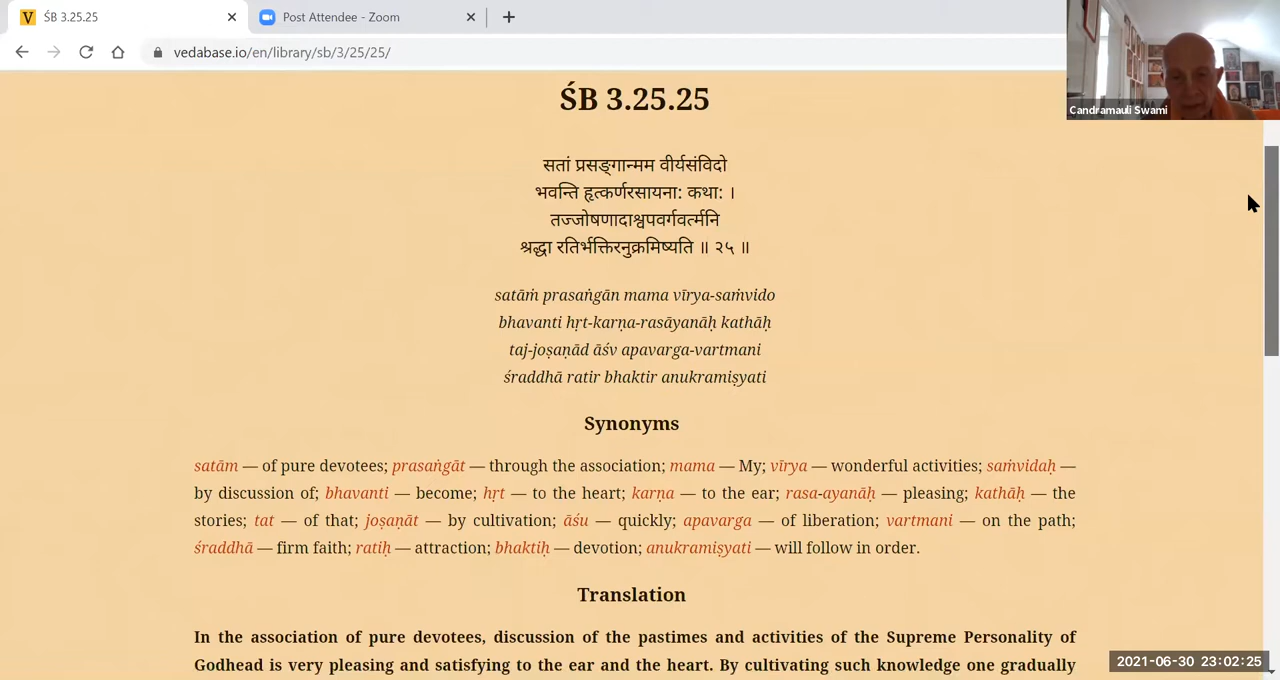 ŚB 3.25.25
Post Attendee - Zoom
vedabase.io/en/library/sb/3/25/25/
Candramauli Swami
ŚB 3.25.25
सतां प्रसङ्गान्मम वीर्यसंविदो
भवन्ति हृत्कर्णरसायना: कथा: ।
तज्जोषणादाश्वपवर्गवर्त्मनि
श्रद्धा रतिर्भक्तिरनुक्रमिष्यति ॥ २५ ॥
satāṁ prasaṅgān mama vīrya-saṁvido
bhavanti hṛt-karṇa-rasāyanāḥ kathāḥ
taj-joṣaṇād āśv apavarga-vartmani
śraddhā ratir bhaktir anukramiṣyati
Synonyms
satām — of pure devotees; prasaṅgāt — through the association; mama — My; vīrya — wonderful activities; saṁvidaḥ —
by discussion of; bhavanti — become; hṛt — to the heart; karṇa — to the ear; rasa-ayanāḥ — pleasing; kathāḥ — the
stories; tat — of that; joṣaṇāt — by cultivation; āśu — quickly; apavarga — of liberation; vartmani — on the path;
śraddhā — firm faith; ratiḥ — attraction; bhaktiḥ — devotion; anukramiṣyati — will follow in order.
Translation
In the association of pure devotees, discussion of the pastimes and activities of the Supreme Personality of
Godhead is very pleasing and satisfying to the ear and the heart. By cultivating such knowledge one gradually
2021-06-30 23:02:25